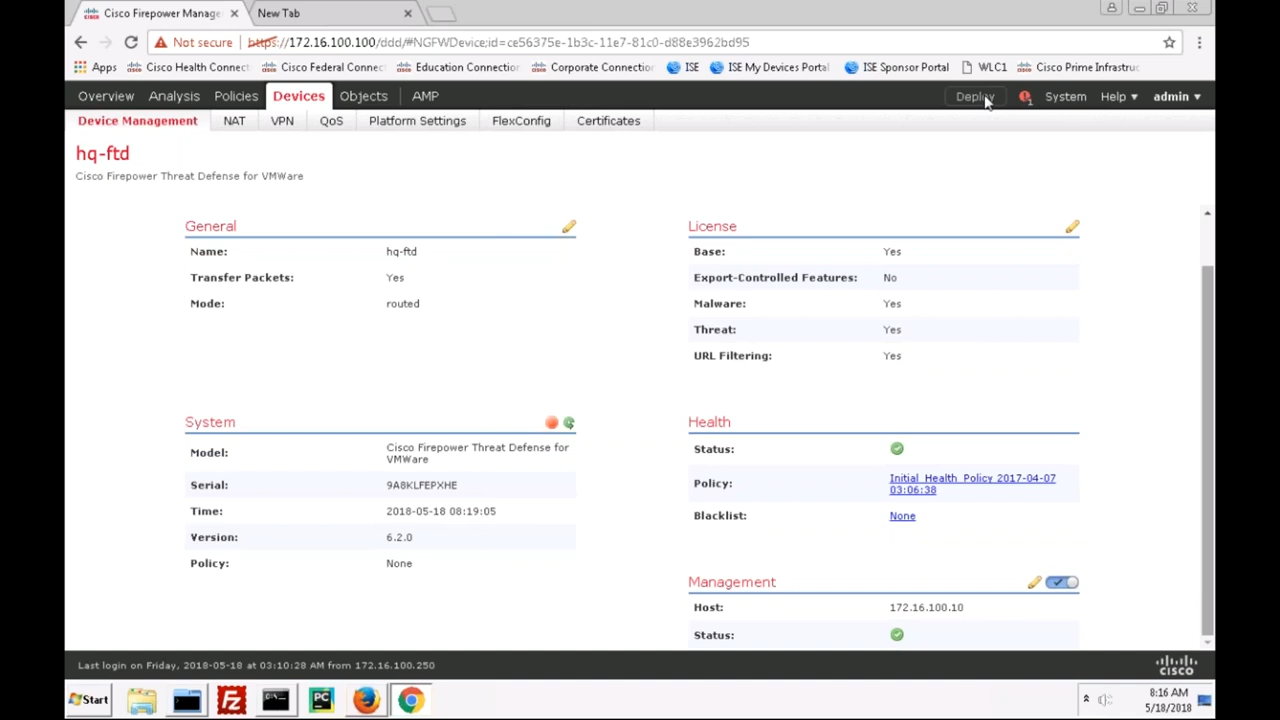 Cisco Firepower Manage
New Tab
Not secure
https://172.16.100.100/ddd/#NGFWDevice;id=ce56375e-1b3c-11e7-81c0-d88e3962bd95
Apps
Cisco Health Connect
Cisco Federal Connec
Education Connection
Corporate Connection
ISE
ISE My Devices Portal
ISE Sponsor Portal
WLC1
Cisco Prime Infrastruc
Overview
Analysis
Policies
Devices
Objects
AMP
Deploy
1
System
Help
admin
Device Management
NAT
VPN
QoS
Platform Settings
FlexConfig
Certificates
hq-ftd
Cisco Firepower Threat Defense for VMWare
General
Name: hq-ftd
Transfer Packets: Yes
Mode: routed
License
Base: Yes
Export-Controlled Features: No
Malware: Yes
Threat: Yes
URL Filtering: Yes
System
Model: Cisco Firepower Threat Defense for
VMWare
Serial: 9A8KLFEPXHE
Time: 2018-05-18 08:19:05
Version: 6.2.0
Policy: None
Health
Status:
Policy: Initial_Health_Policy 2017-04-07
03:06:38
Blacklist: None
Management
Host: 172.16.100.10
Status:
Last login on Friday, 2018-05-18 at 03:10:28 AM from 172.16.100.250
CISCO
Start
FZ
PC
8:16 AM
5/18/2018